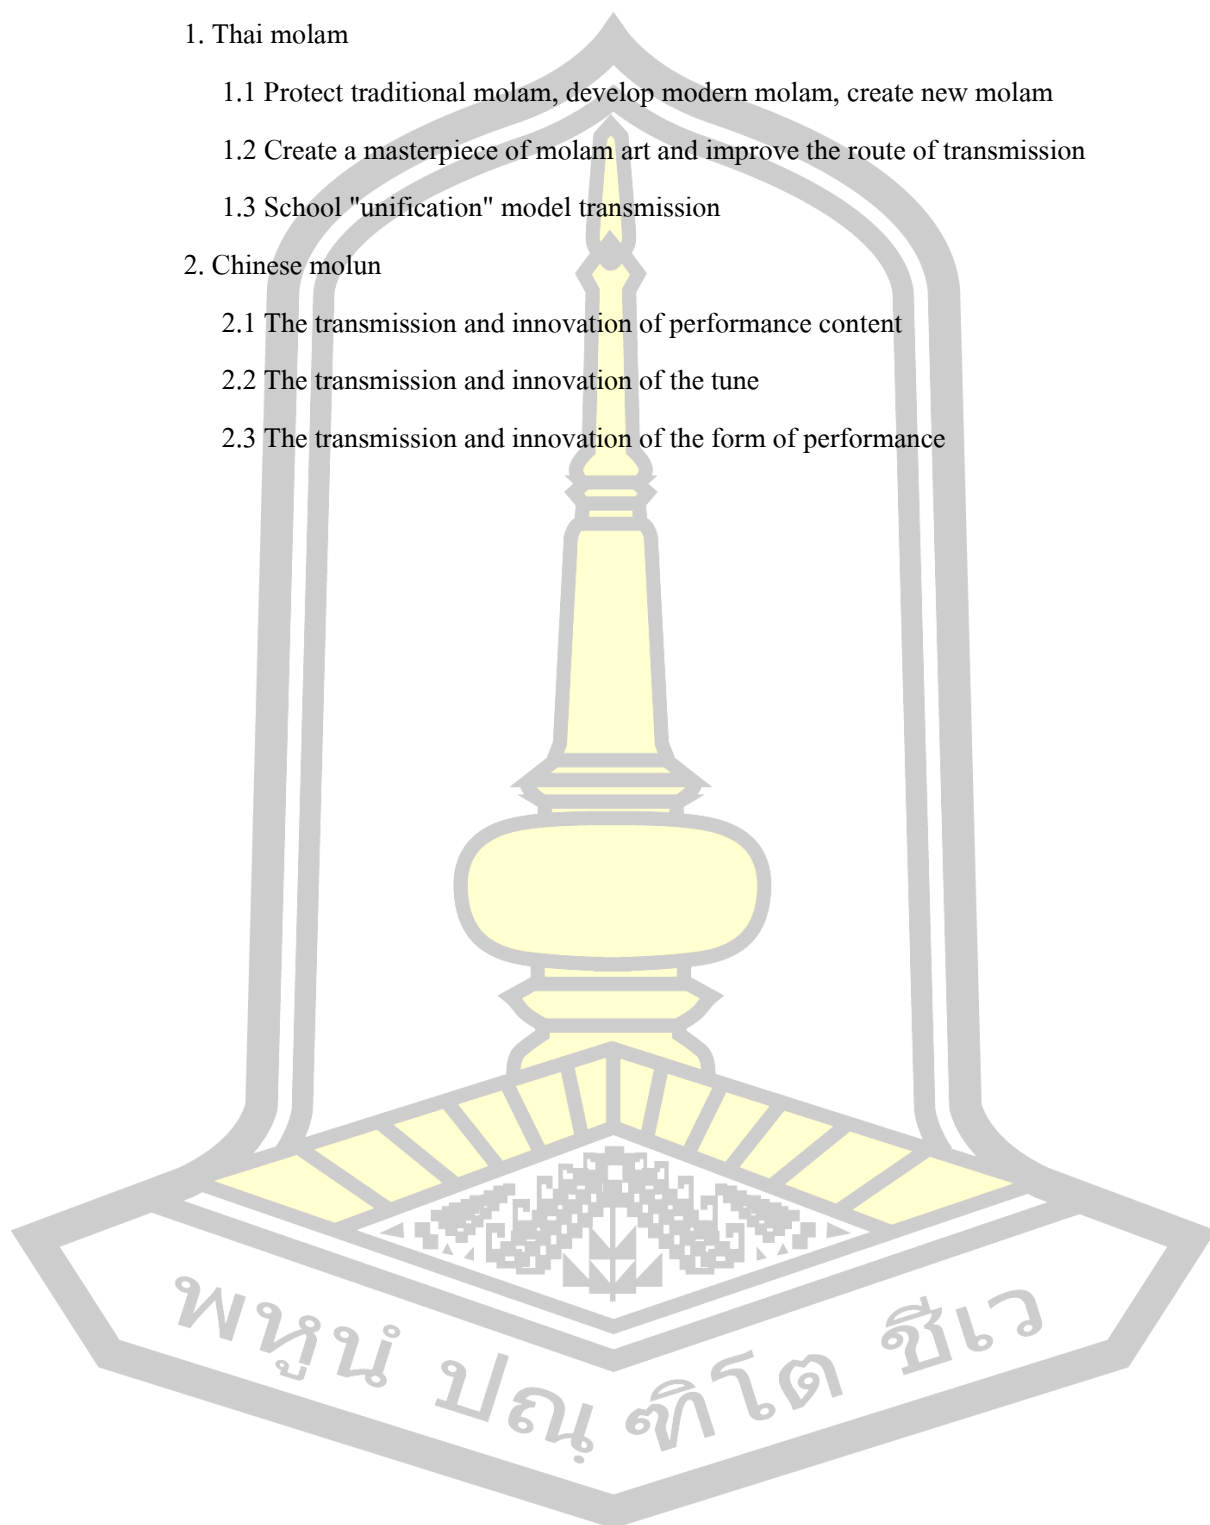 1. Thai molam
1.1 Protect traditional molam, develop modern molam, create new molam
1.2 Create a masterpiece of molam art and improve the route of transmission
1.3 School "unification" model transmission
2. Chinese molun
2.1 The transmission and innovation of performance content
2.2 The transmission and innovation of the tune
2.3 The transmission and innovation of the form of performance
พหูนํ ปณฺฑิโต ชีเว